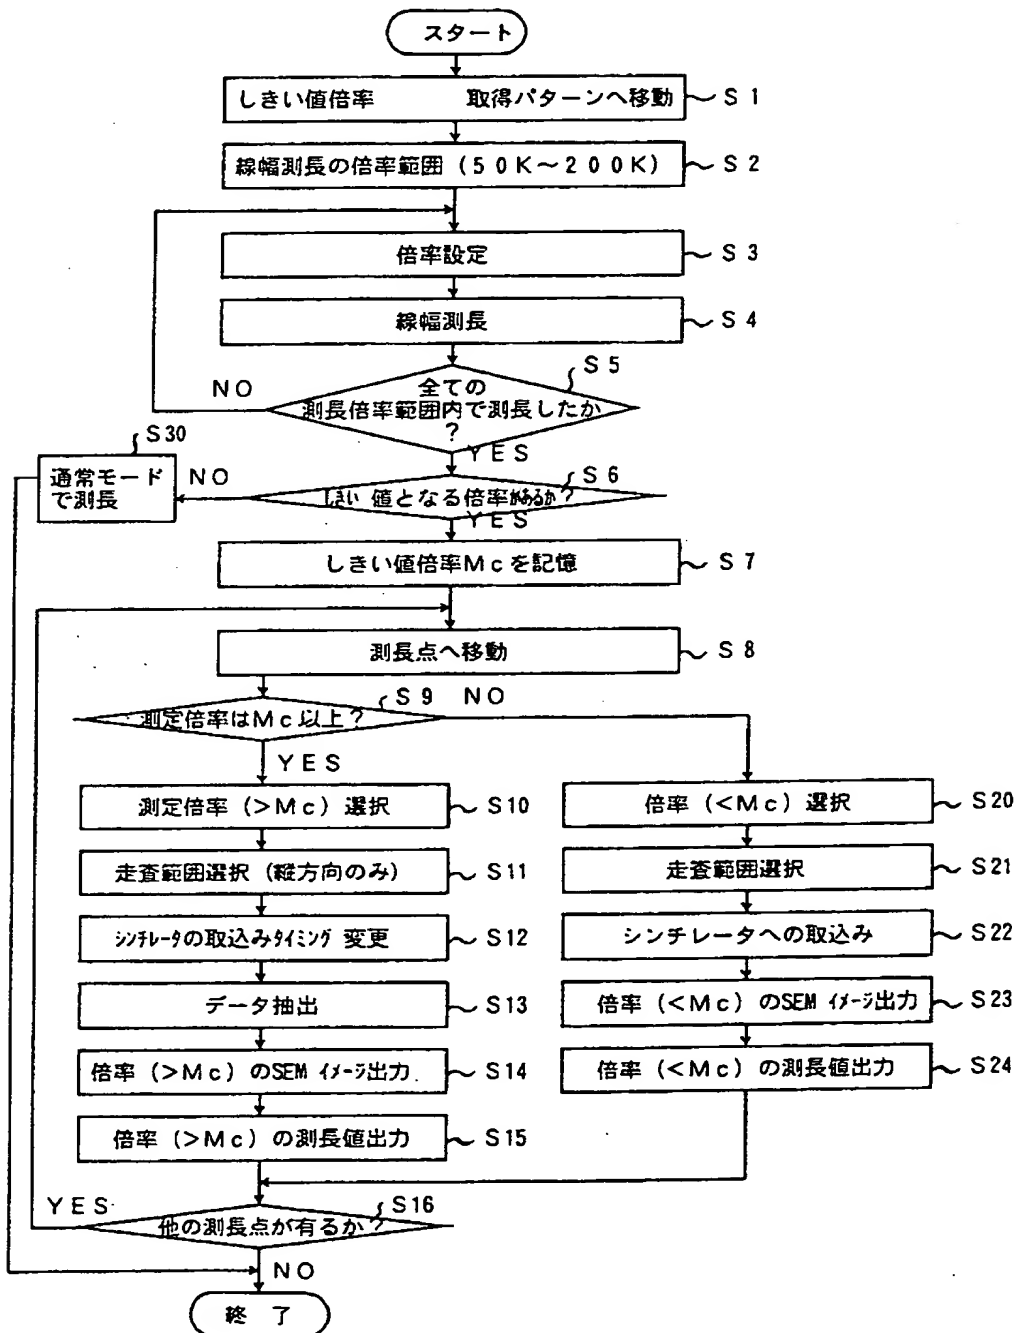 スタート
しきい値倍率　　　取得パターンへ移動
S1
線幅測長の倍率範囲（５０Ｋ～２００Ｋ）
S2
倍率設定
S3
線幅測長
S4
S5
NO
全ての
測長倍率範囲内で測長したか
？
YES
S30
通常モード
で測長
NO
S6
しきい 値となる倍率があるか？
YES
しきい値倍率Ｍｃを記憶
S7
測長点へ移動
S8
S9
NO
測定倍率はＭｃ以上？
YES
測定倍率（＞Ｍｃ）選択
S10
倍率（＜Ｍｃ）選択
S20
走査範囲選択（縦方向のみ）
S11
走査範囲選択
S21
シンチレータの取込みタイミング 変更
S12
シンチレータへの取込み
S22
データ抽出
S13
倍率（＜Ｍｃ）のSEM イメージ出力
S23
倍率（＞Ｍｃ）のSEM イメージ出力
S14
倍率（＜Ｍｃ）の測長値出力
S24
倍率（＞Ｍｃ）の測長値出力
S15
YES
S16
他の測長点が有るか？
NO
終 了